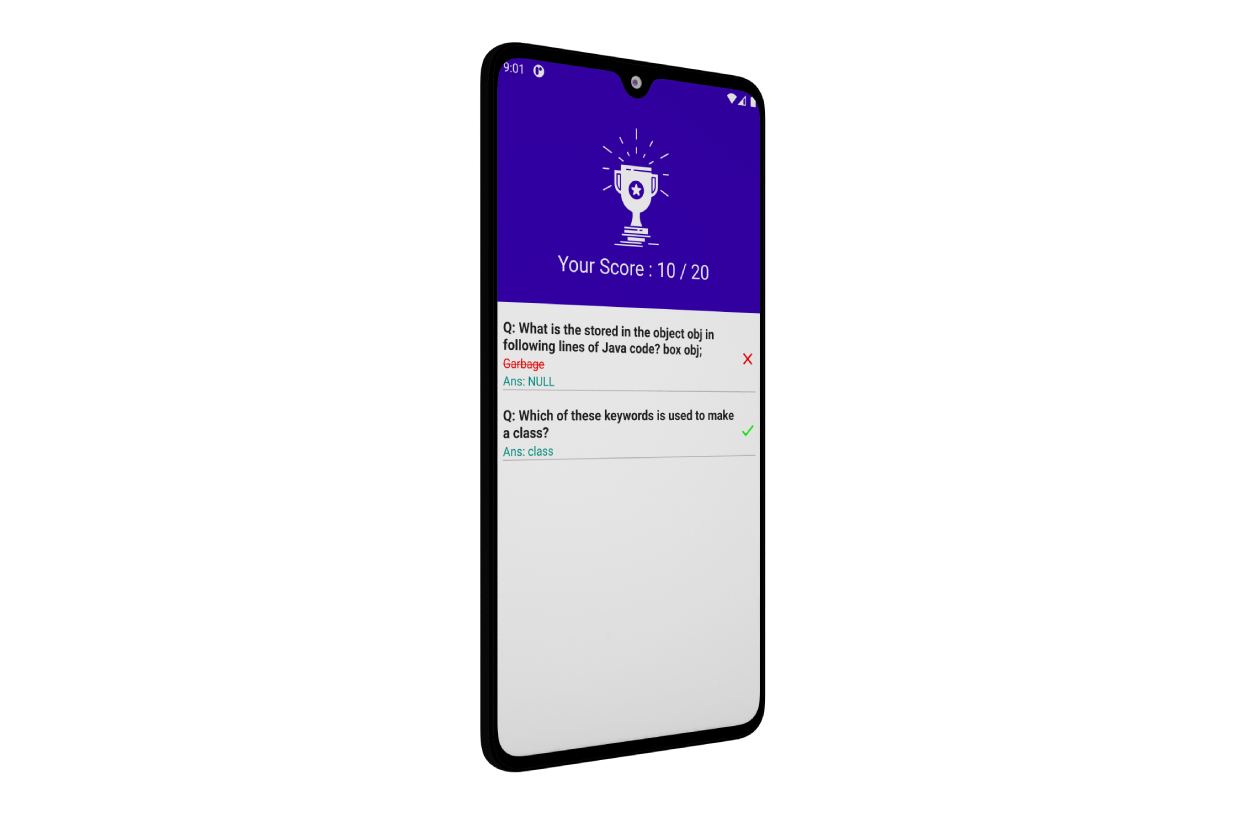 9:01
Your Score : 10 / 20
Q: What is the stored in the object obj in
following lines of Java code? box obj;
Garbage
Ans: NULL
Q: Which of these keywords is used to make
a class?
Ans: class